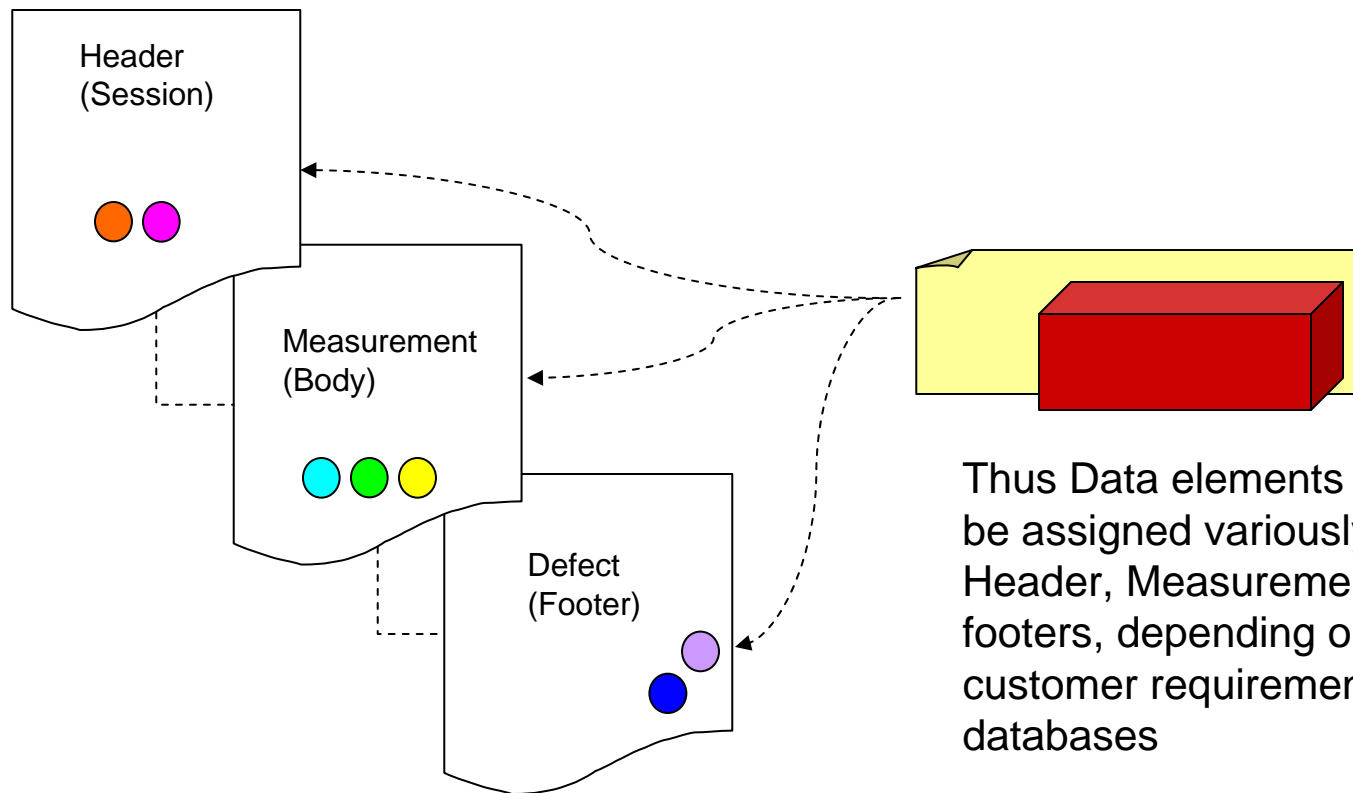 Header
(Session)
Measurement
(Body)
Defect
(Footer)
Thus Data elements
be assigned variously
Header, Measureme
footers, depending o
customer requiremen
databases